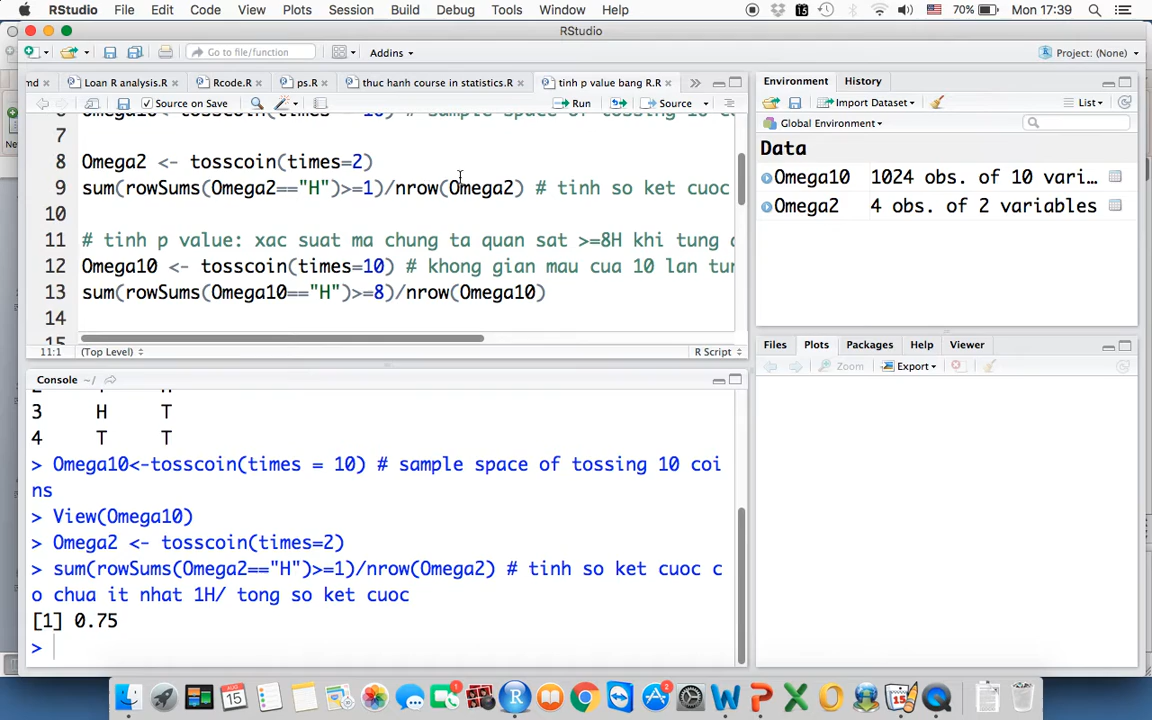 RStudio File Edit Code View Plots Session Build Debug Tools Window Help 15 70% Mon 17:39
RStudio
Go to file/function Addins Project: (None)
md Loan R analysis.R Rcode.R ps.R thuc hanh course in statistics.R tinh p value bang R.R
Source on Save Run Source
7
8 Omega2 <- tosscoin(times=2)
9 sum(rowSums(Omega2=="H")>=1)/nrow(Omega2) # tinh so ket cuoc
10
11 # tinh p value: xac suat ma chung ta quan sat >=8H khi tung
12 Omega10 <- tosscoin(times=10) # khong gian mau cua 10 lan
13 sum(rowSums(Omega10=="H")>=8)/nrow(Omega10)
14
15
11:1 (Top Level) R Script
Console ~/
3 H T
4 T T
> Omega10<-tosscoin(times = 10) # sample space of tossing 10 coi
ns
> View(Omega10)
> Omega2 <- tosscoin(times=2)
> sum(rowSums(Omega2=="H")>=1)/nrow(Omega2) # tinh so ket cuoc c
o chua it nhat 1H/ tong so ket cuoc
[1] 0.75
>
Environment History
Import Dataset List
Global Environment
Data
Omega10 1024 obs. of 10 vari…
Omega2 4 obs. of 2 variables
Files Plots Packages Help Viewer
Zoom Export